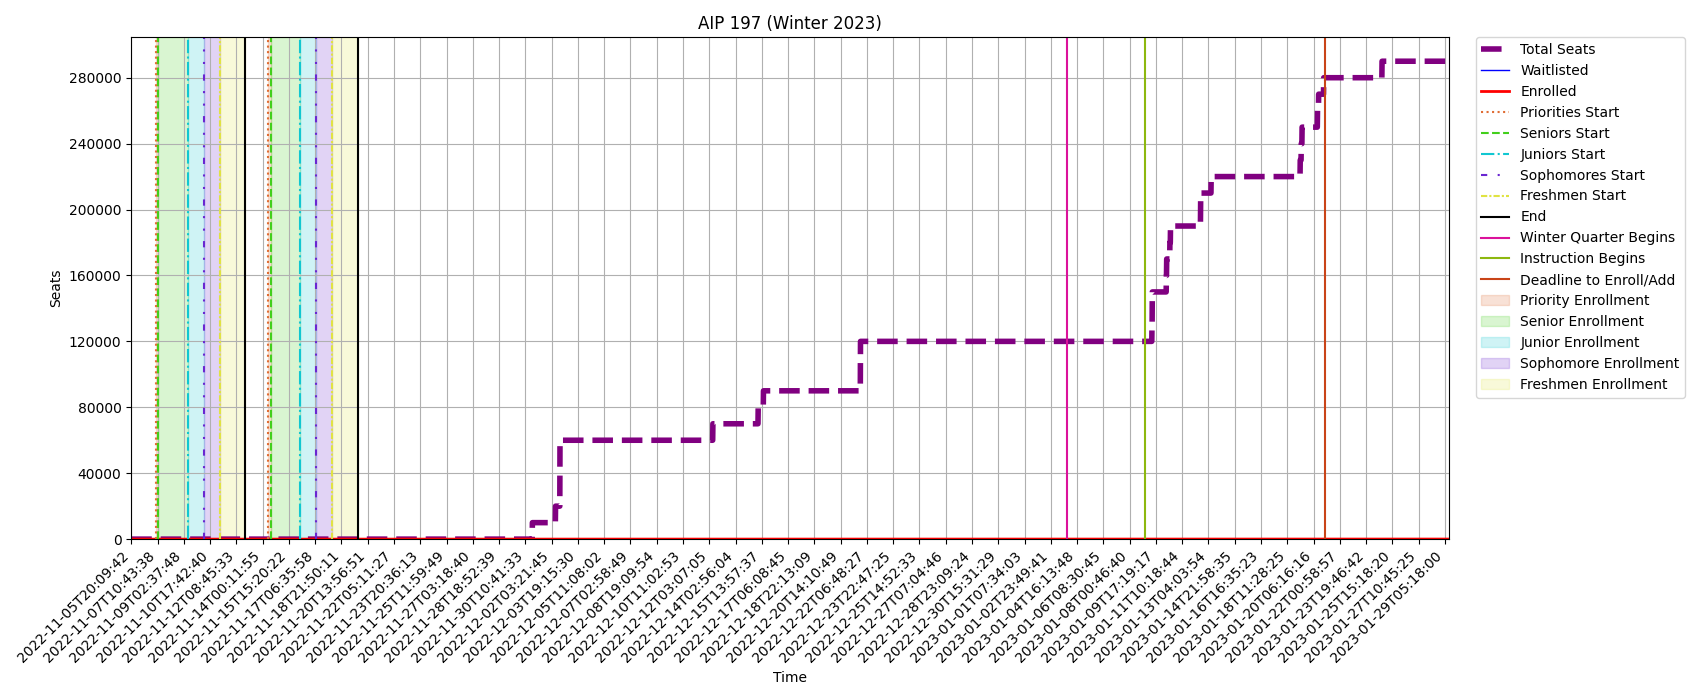 AIP 197 (Winter 2023)
Seats
280000
240000
200000
160000
120000
80000
40000
0
2022-11-05T20:09:42
2022-11-07T10:43:38
2022-11-09T02:37:48
2022-11-10T17:42:40
2022-11-12T08:45:33
2022-11-14T00:11:55
2022-11-15T15:20:22
2022-11-17T06:35:58
2022-11-18T21:50:11
2022-11-20T13:56:51
2022-11-22T05:11:27
2022-11-23T20:36:13
2022-11-25T11:59:49
2022-11-27T03:18:40
2022-11-28T18:52:39
2022-11-30T10:41:33
2022-12-02T03:21:45
2022-12-03T19:15:30
2022-12-05T11:08:02
2022-12-07T02:58:49
2022-12-08T19:09:54
2022-12-10T11:02:53
2022-12-12T03:07:05
2022-12-14T02:56:04
2022-12-15T13:57:37
2022-12-17T06:08:45
2022-12-18T22:13:09
2022-12-20T14:10:49
2022-12-22T06:48:27
2022-12-23T22:47:25
2022-12-25T14:52:33
2022-12-27T07:04:46
2022-12-28T23:09:24
2022-12-30T15:31:29
2023-01-01T07:34:03
2023-01-02T23:49:41
2023-01-04T16:13:48
2023-01-06T08:30:45
2023-01-08T00:46:40
2023-01-09T17:19:17
2023-01-11T10:18:44
2023-01-13T04:03:54
2023-01-14T21:58:35
2023-01-16T16:35:23
2023-01-18T11:28:25
2023-01-20T06:16:16
2023-01-22T00:58:57
2023-01-23T19:46:42
2023-01-25T15:18:20
2023-01-27T10:45:25
2023-01-29T05:18:00
Time
Total Seats
Waitlisted
Enrolled
Priorities Start
Seniors Start
Juniors Start
Sophomores Start
Freshmen Start
End
Winter Quarter Begins
Instruction Begins
Deadline to Enroll/Add
Priority Enrollment
Senior Enrollment
Junior Enrollment
Sophomore Enrollment
Freshmen Enrollment